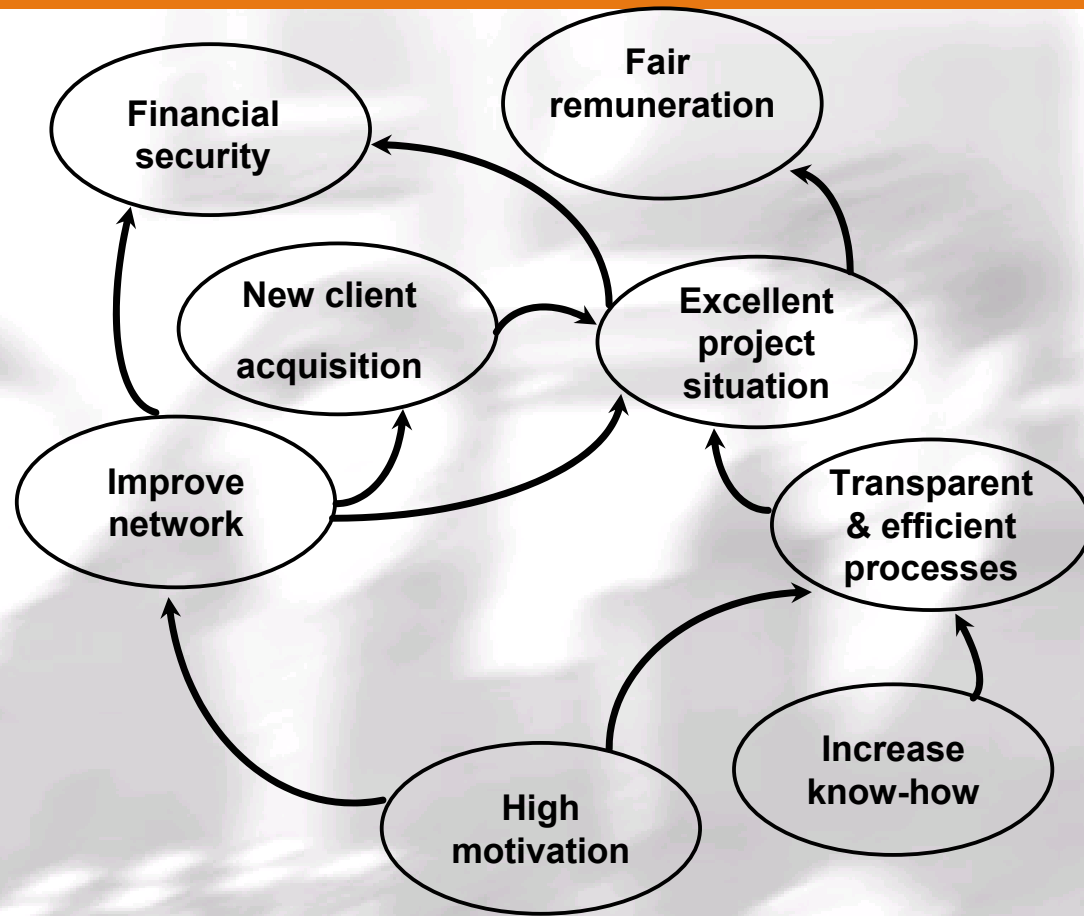 Fair
remuneration
Financial
security
New client
acquisition
Excellent
project
situation
Improve
network
Transparent
& efficient
processes
Increase
know-how
High
motivation